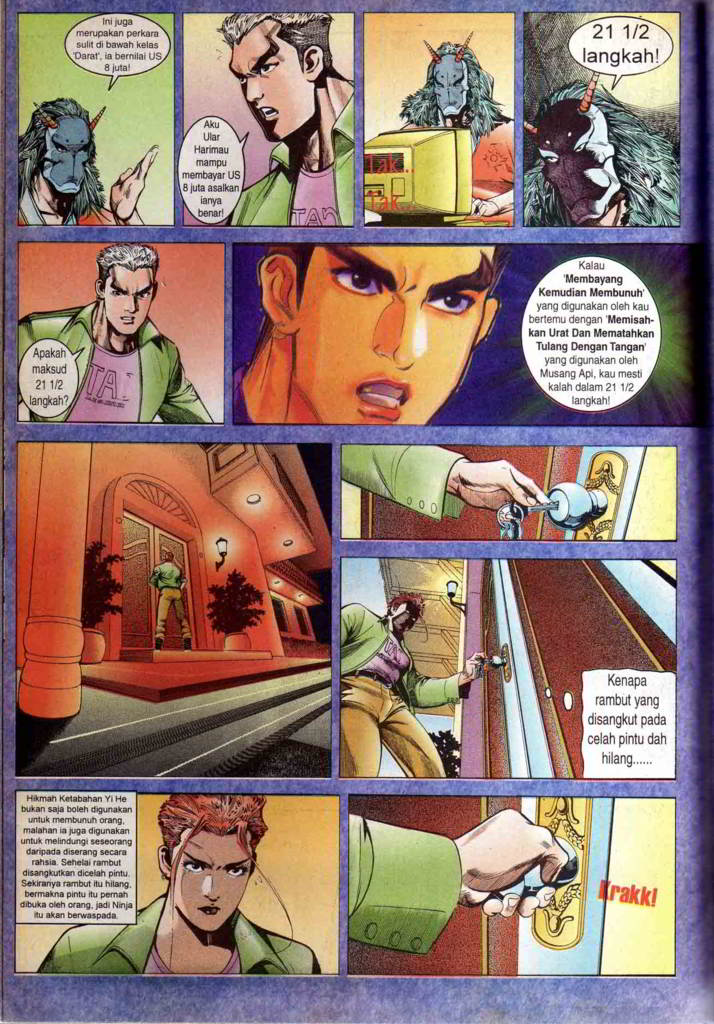 Ini juga
merupakan perkara
sulit di bawah kelas
'Darat', ia bernilai US
8 juta!
Aku
Ular
Harimau
mampu
membayar US
8 juta asalkan
ianya
benar!
TAK...
Tak...
21 1/2
langkah!
Apakah
maksud
21 1/2
langkah?
Kalau
'Membayang
Kemudian Membunuh'
yang digunakan oleh kau
bertemu dengan 'Memisah-
kan Urat Dan Mematahkan
Tulang Dengan Tangan'
yang digunakan oleh
Musang Api, kau mesti
kalah dalam 21 1/2
langkah!
Kenapa
rambut yang
disangkut pada
celah pintu dah
hilang......
Hikmah Ketabahan Yi He
bukan saja boleh digunakan
untuk membunuh orang,
malahan ia juga digunakan
untuk melindungi seseorang
daripada diserang secara
rahsia. Sehelai rambut
disangkutkan dicelah pintu.
Sekiranya rambut itu hilang,
bermakna pintu itu pernah
dibuka oleh orang, jadi Ninja
itu akan berwaspada.
Krakk!